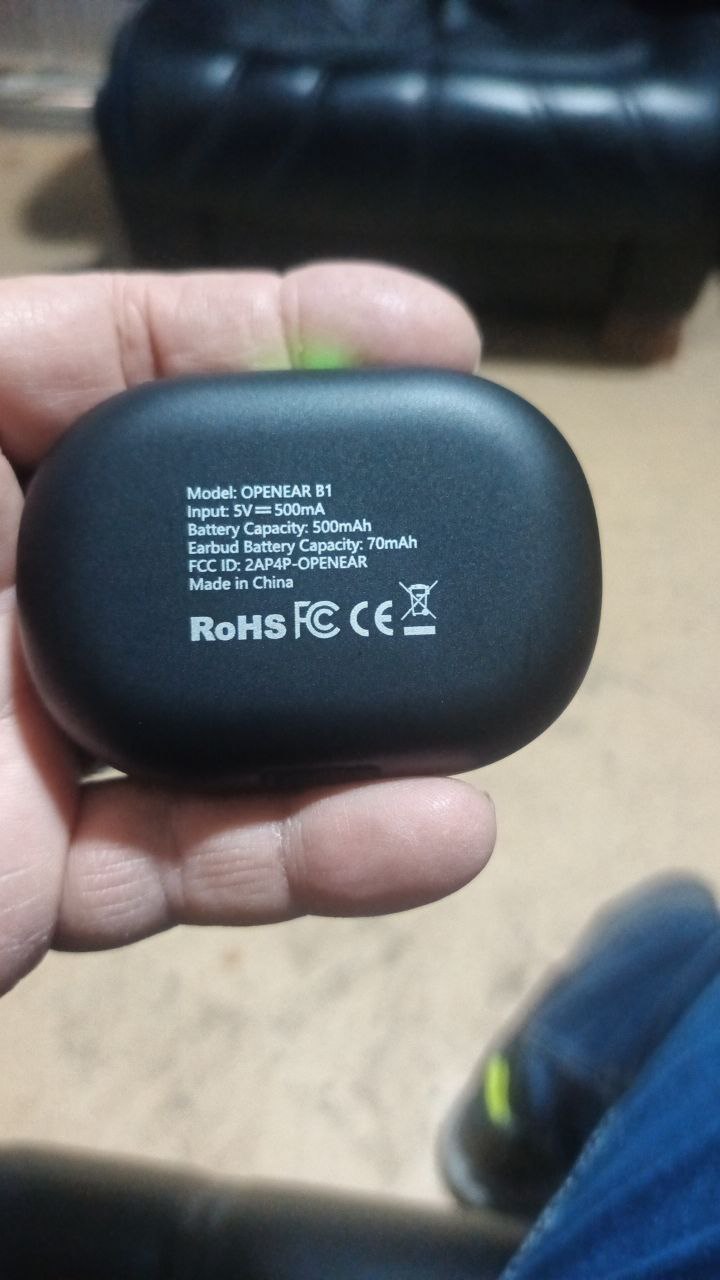 Model: OPENEAR B1
Input: 5V⎓500mA
Battery Capacity: 500mAh
Earbud Battery Capacity: 70mAh
FCC ID: 2AP4P-OPENEAR
Made in China
RoHS FC CE